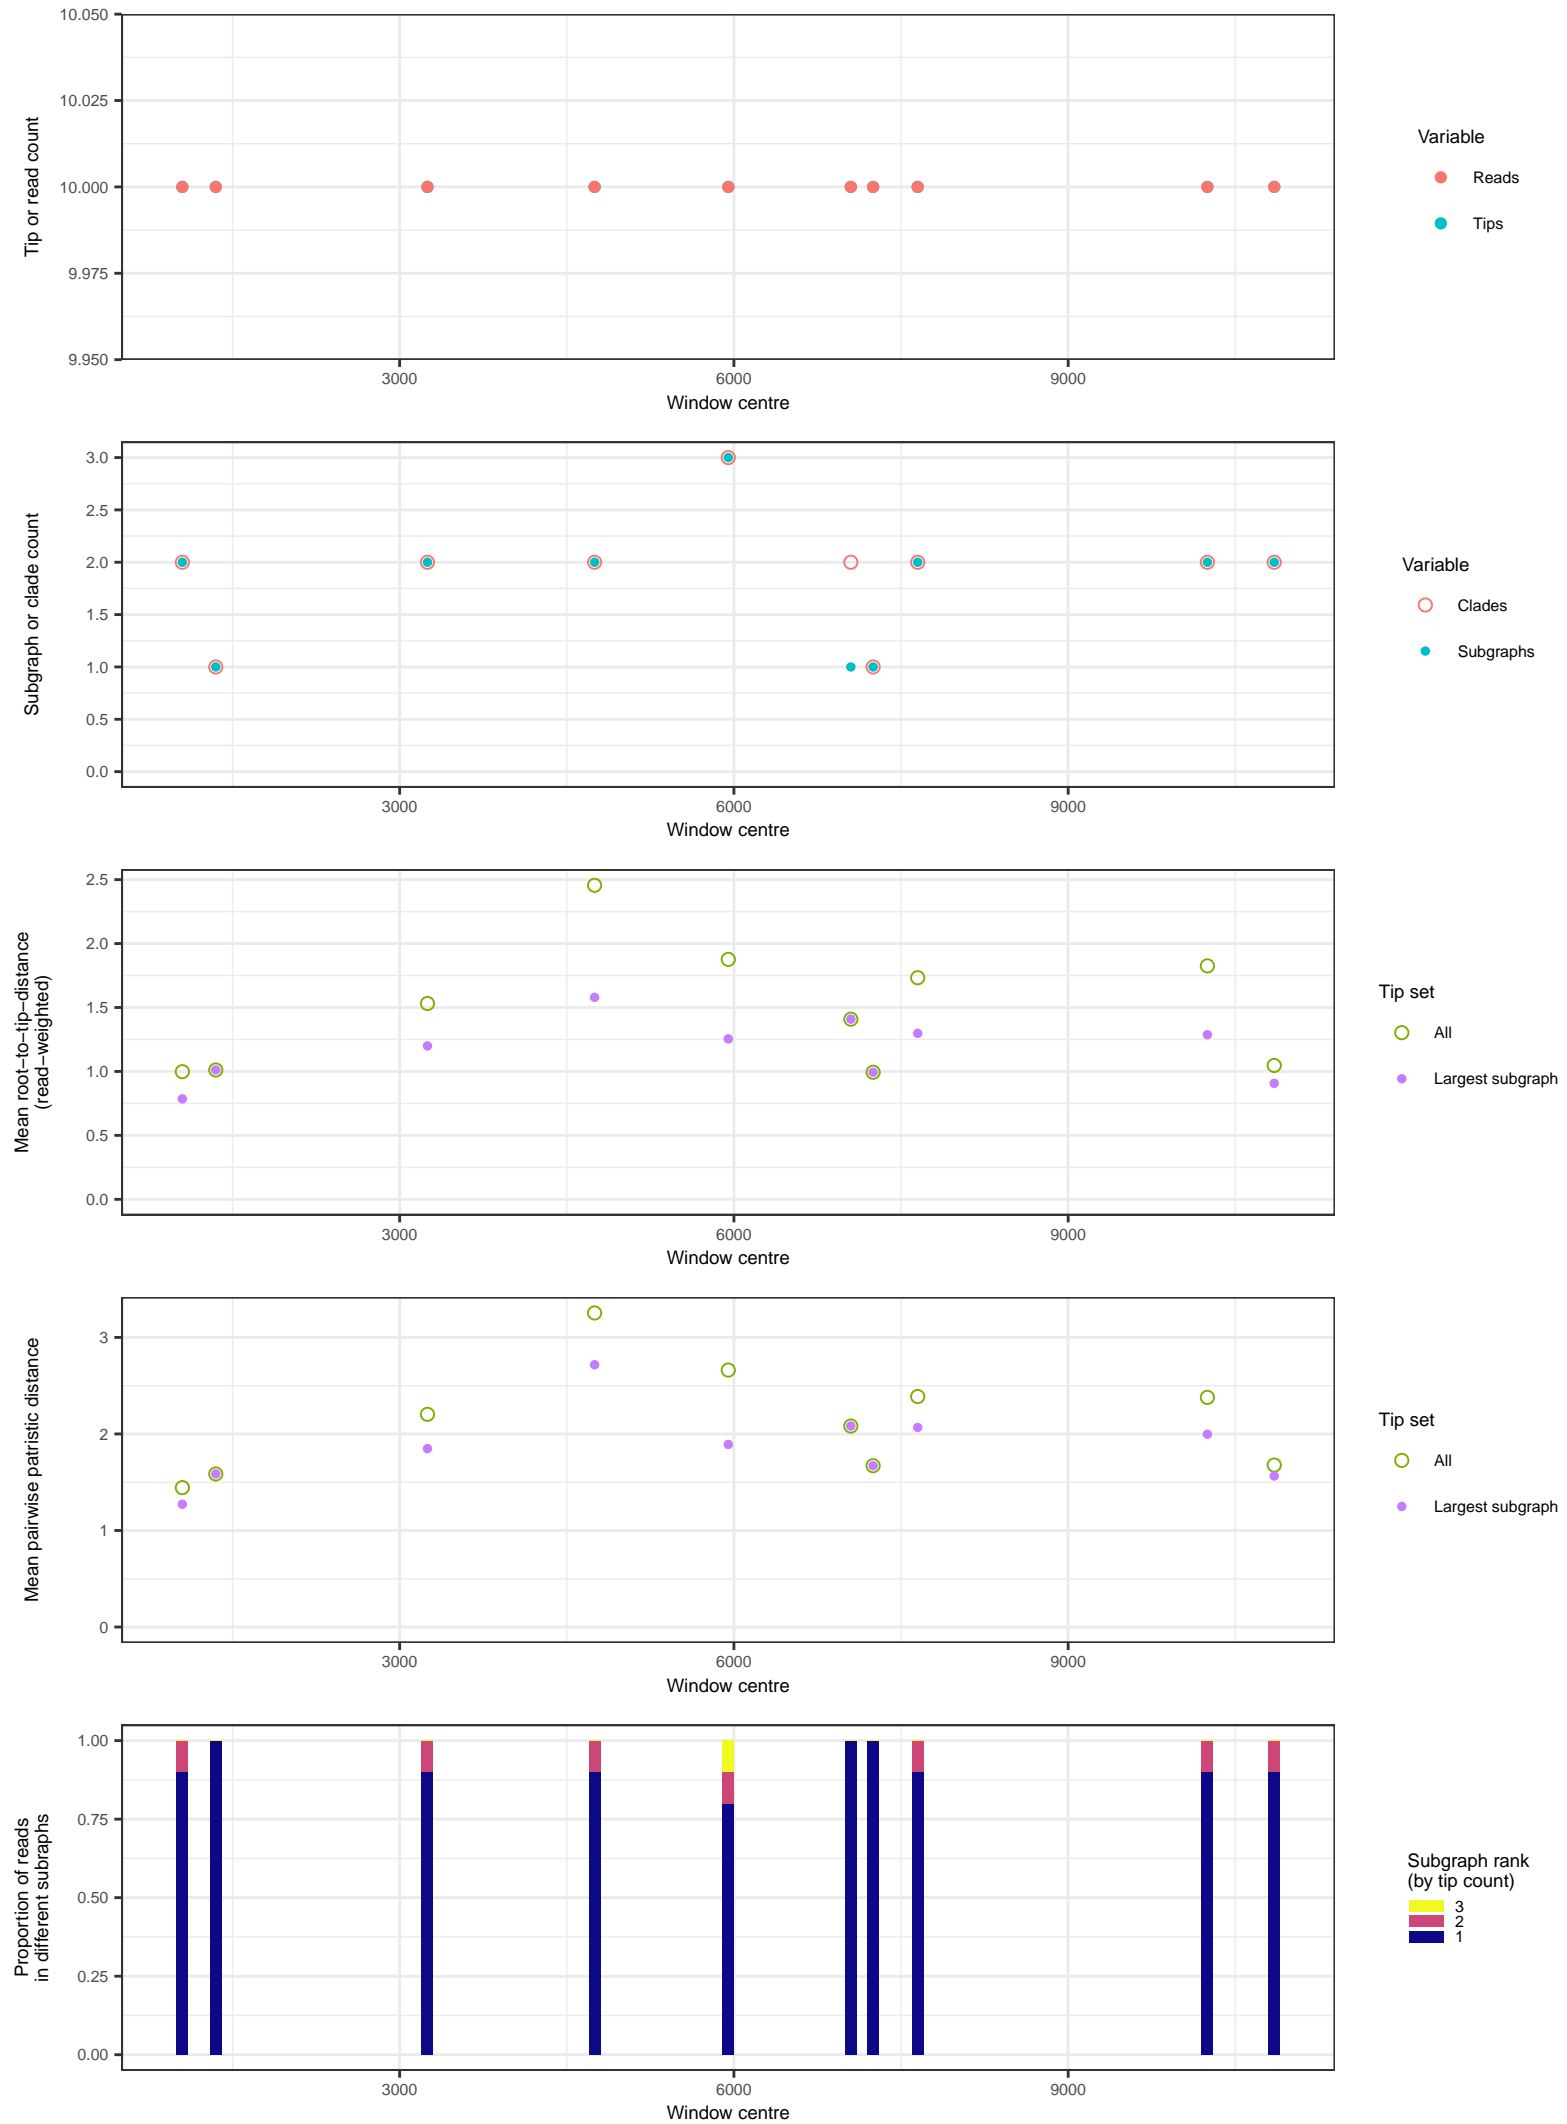 10.050
10.025
10.000
9.975
9.950
Tip or read count
3000
6000
9000
Window centre
Variable
Reads
Tips
3.0
2.5
2.0
1.5
1.0
0.5
0.0
Subgraph or clade count
3000
6000
9000
Window centre
Variable
Clades
Subgraphs
2.5
2.0
1.5
1.0
0.5
0.0
Mean root−to−tip−distance
(read−weighted)
3000
6000
9000
Window centre
Tip set
All
Largest subgraph
3
2
1
0
Mean pairwise patristic distance
3000
6000
9000
Window centre
Tip set
All
Largest subgraph
1.00
0.75
0.50
0.25
0.00
Proportion of reads
in different subraphs
3000
6000
9000
Window centre
Subgraph rank
(by tip count)
3
2
1